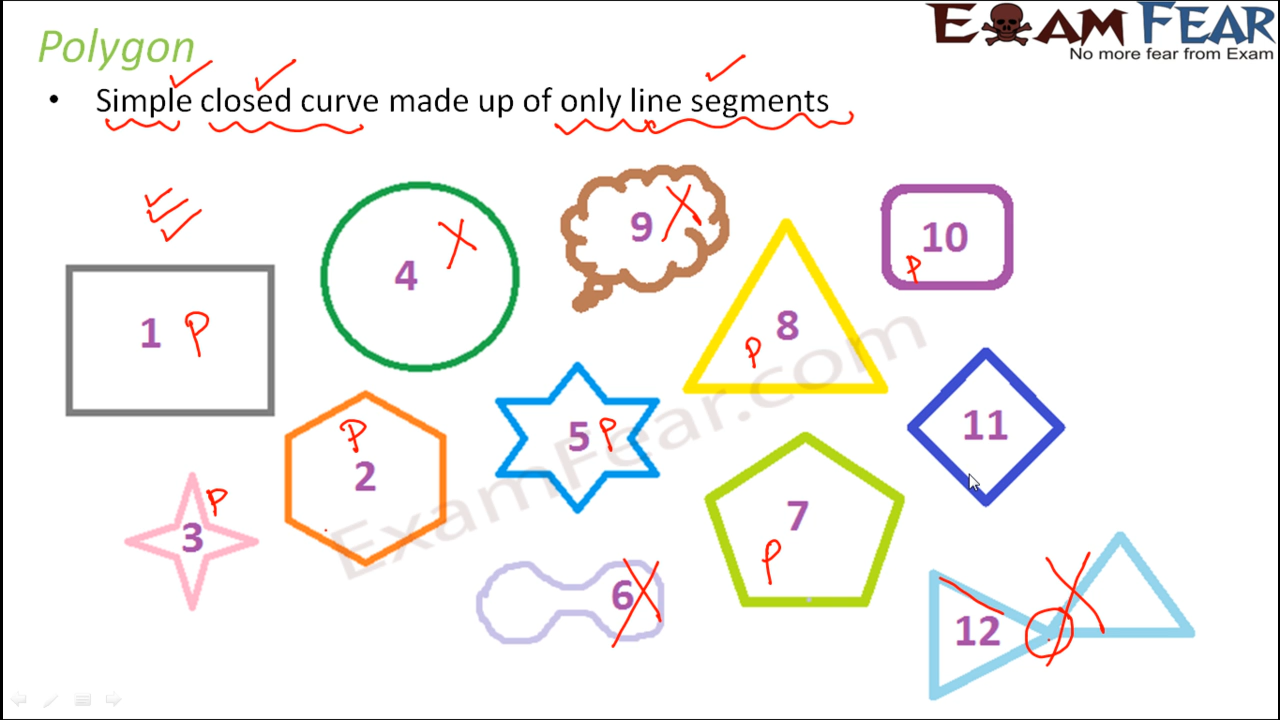 Polygon
EXAM FEAR
No more fear from Exam
• Simple closed curve made up of only line segments
9 X
10
P
4 X
1 P
8
P
P
2
5 P
11
P
3
7
P
6 X
12 X
ExamFear.com